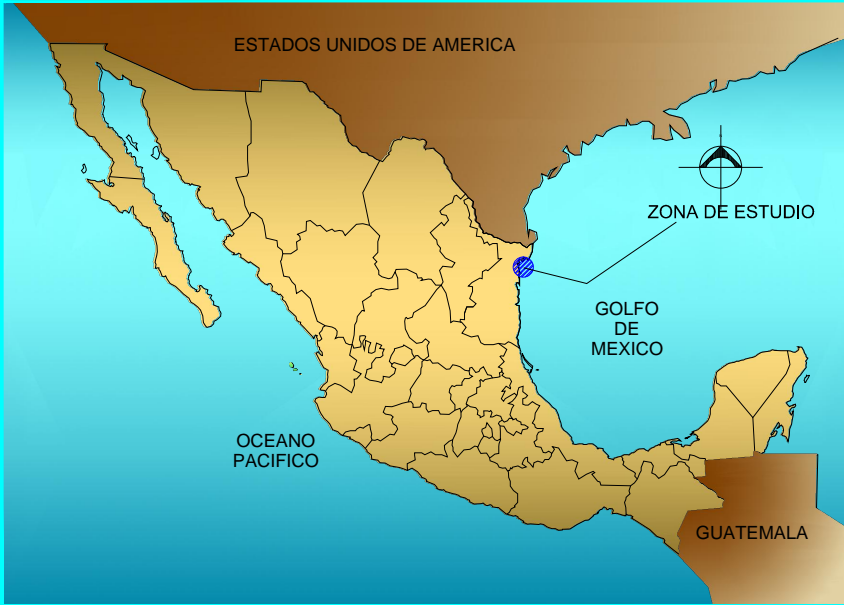 ESTADOS UNIDOS DE AMERICA
ZONA DE ESTUDIO
GOLFO
DE
MEXICO
OCEANO
PACIFICO
GUATEMALA